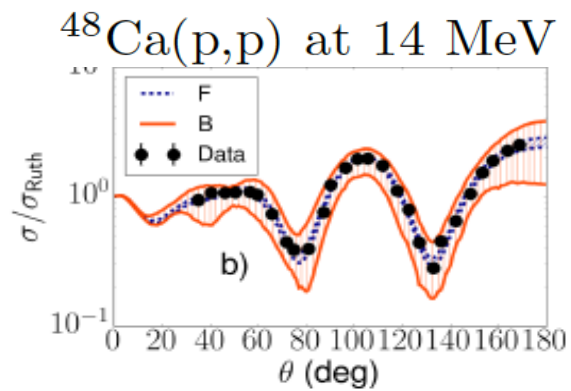 ⁴⁸Ca(p,p) at 14 MeV
10¹
F
B
Data
10⁰
σ/σRuth
b)
10⁻¹
0 20 40 60 80 100 120 140 160 180
θ (deg)